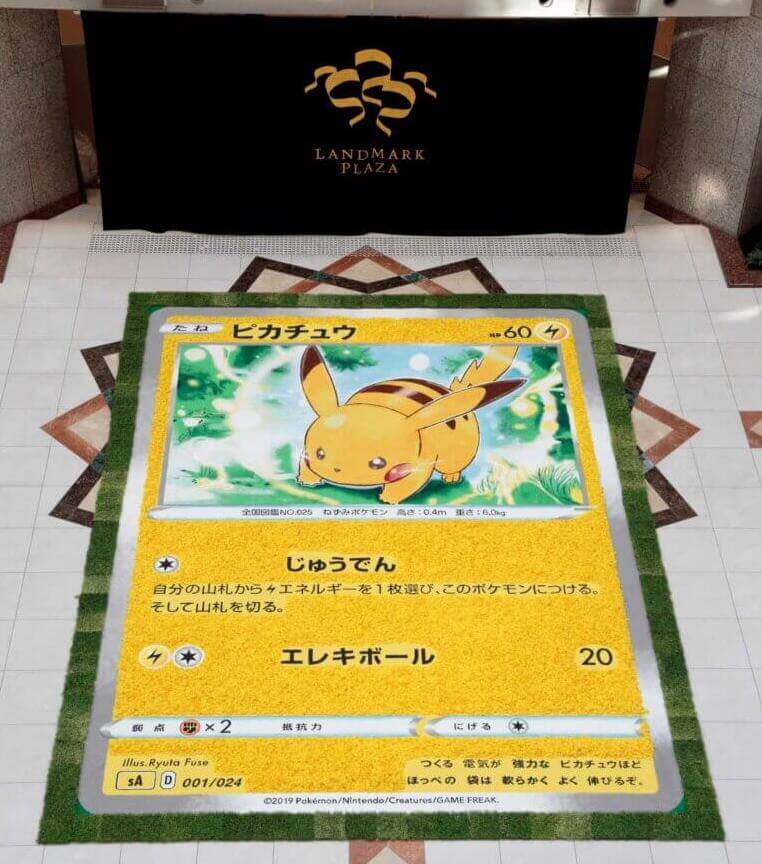 LANDMARK
PLAZA
たね ピカチュウ HP60
全国図鑑NO.025 ねずみポケモン 高さ:0.4m 重さ:6.0kg
じゅうでん
自分の山札から エネルギーを1枚選び、このポケモンにつける。
そして山札を切る。
エレキボール 20
弱点 ×2 抵抗力 にげる
Illus.Ryuta Fuse
sA D 001/024
つくる 電気が 強力な ピカチュウほど
ほっぺの 袋は 軟らかく よく 伸びるぞ。
©2019 Pokémon/Nintendo/Creatures/GAME FREAK.